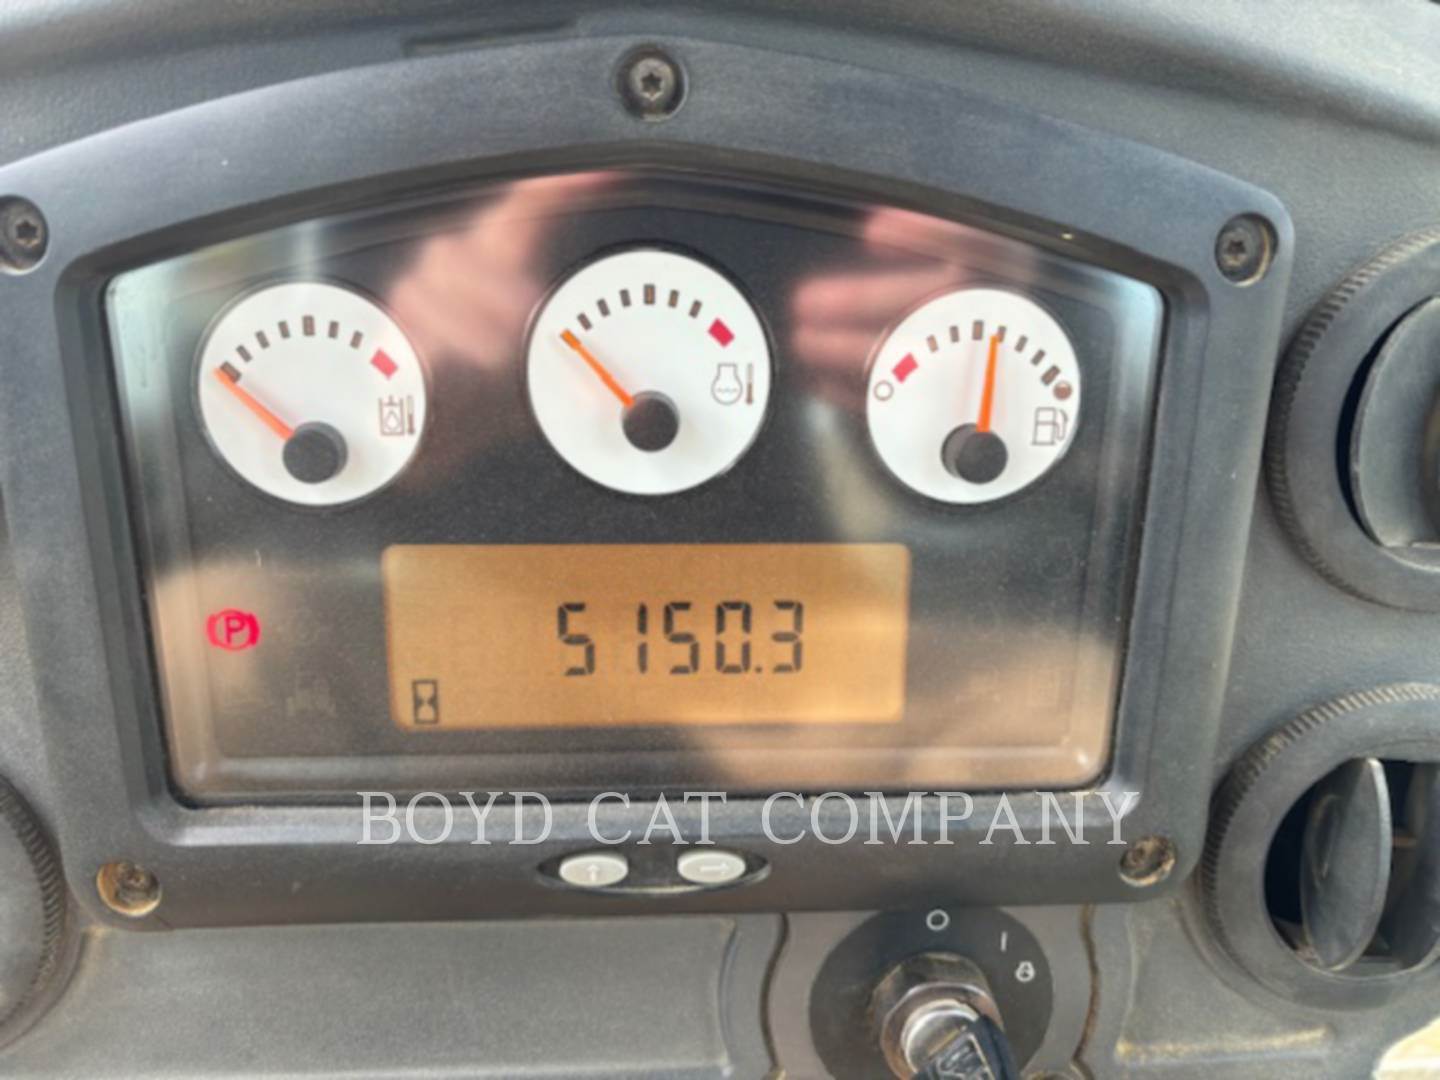 P
5150.3
BOYD CAT COMPANY